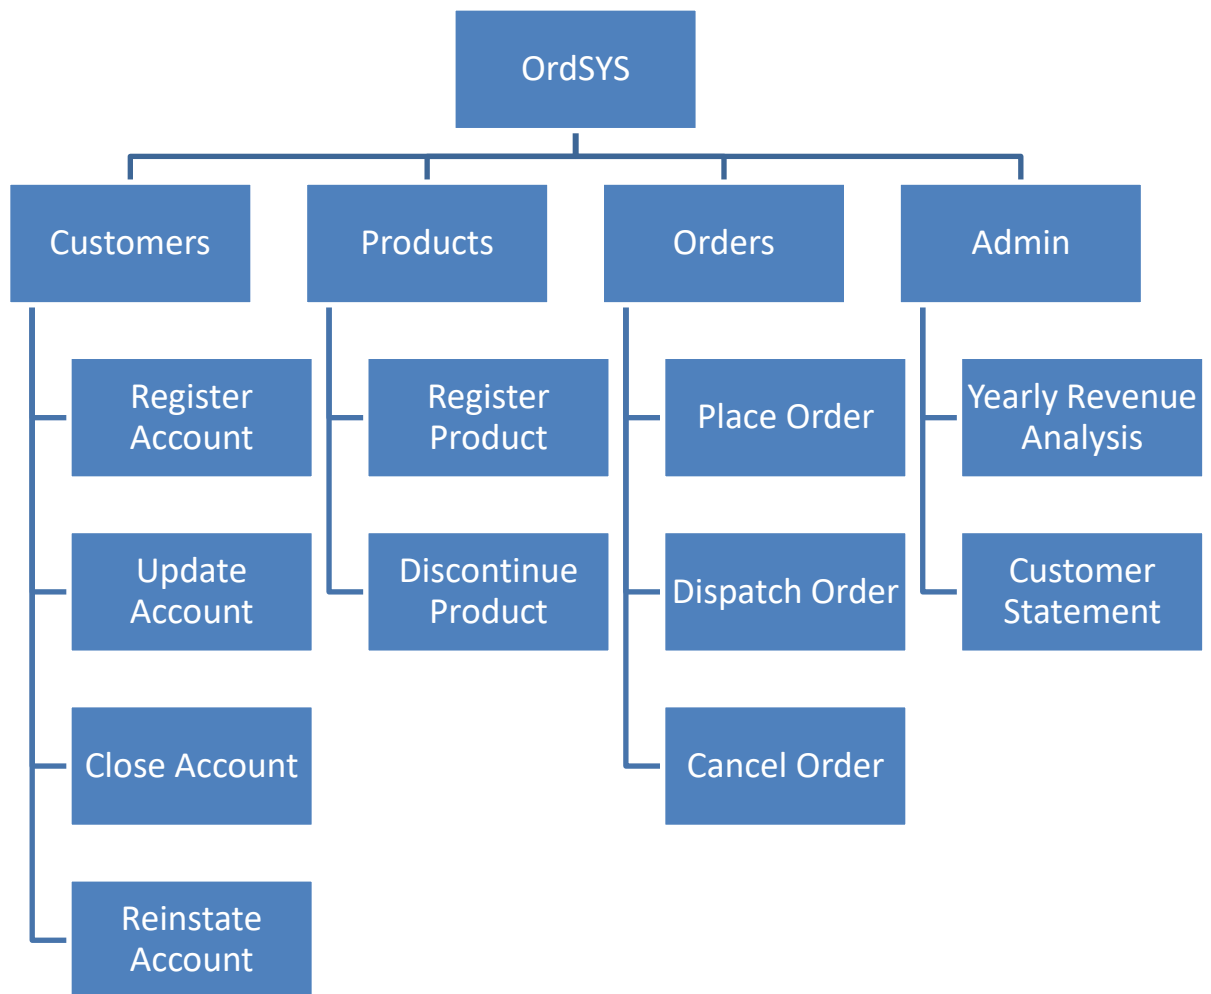 OrdSYS
Customers
Products
Orders
Admin
Register
Account
Register
Product
Place Order
Yearly Revenue
Analysis
Update
Account
Discontinue
Product
Dispatch Order
Customer
Statement
Close Account
Cancel Order
Reinstate
Account